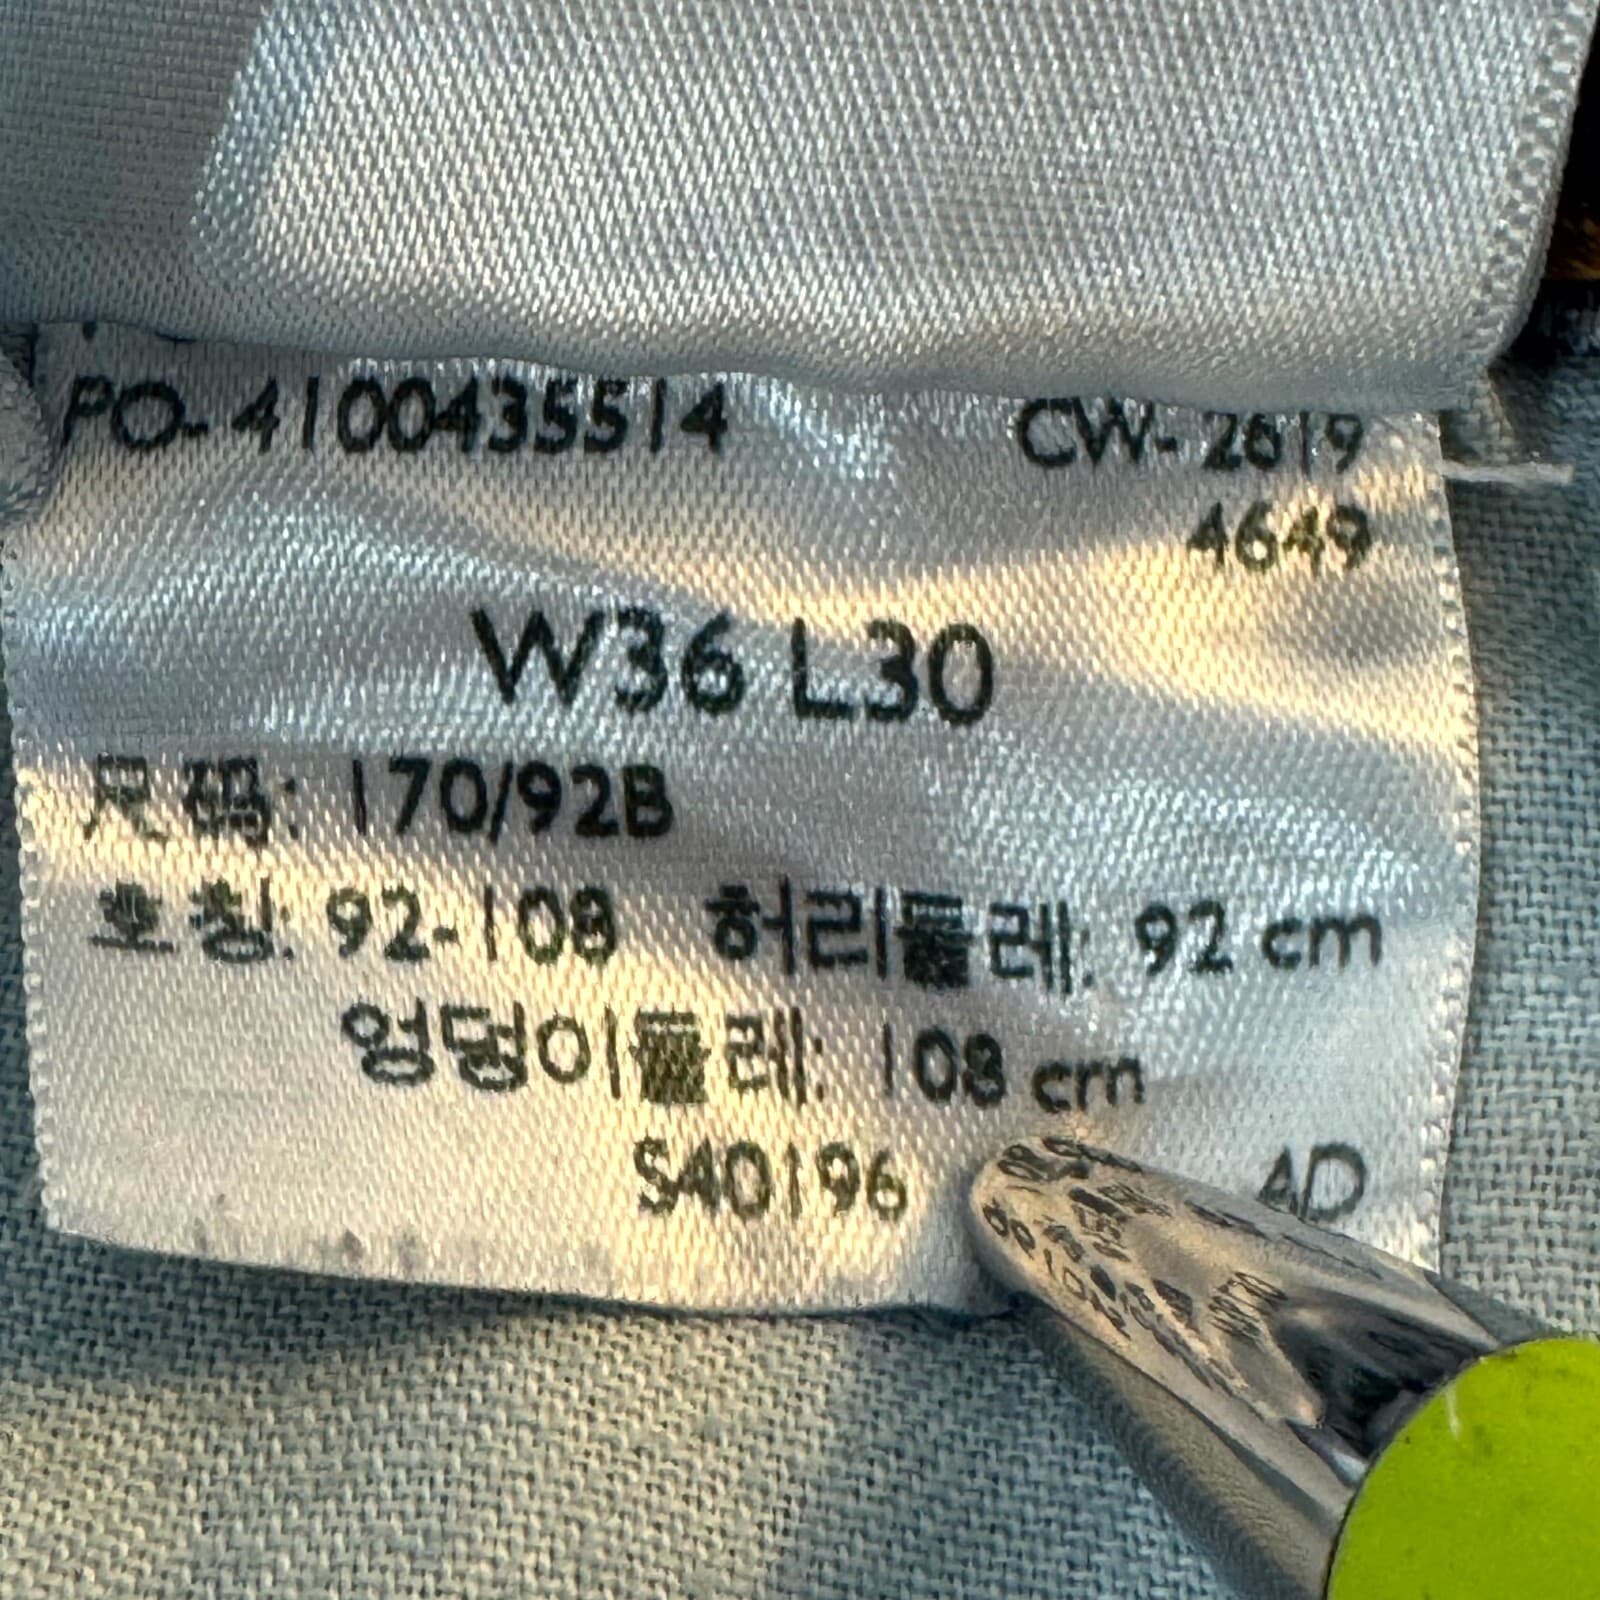 PO- 4100435514 CW- 2619
4649
W36 L30
尺码: 170/92B
호칭: 92-108 허리둘레: 92 cm
엉덩이둘레: 108 cm
S40196 AD